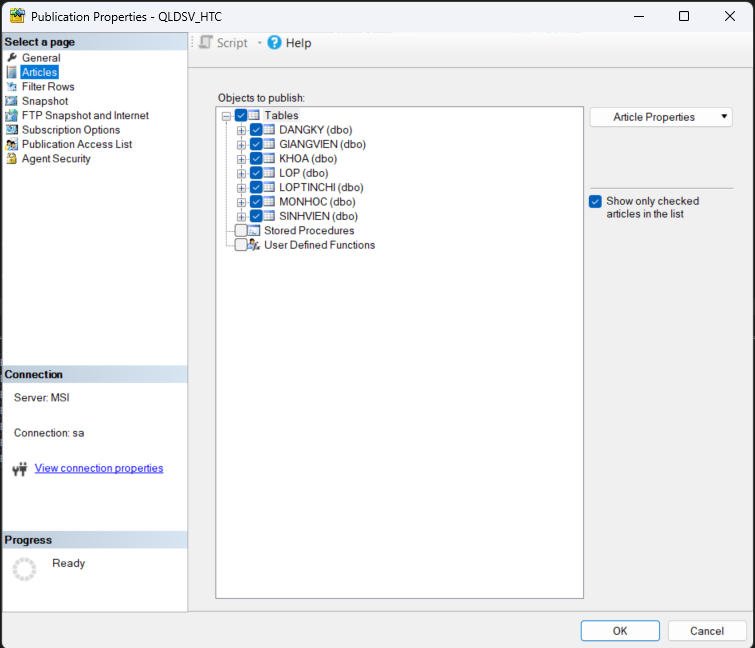 Publication Properties - QLDSV_HTC
Select a page
General
Articles
Filter Rows
Snapshot
FTP Snapshot and Internet
Subscription Options
Publication Access List
Agent Security
Connection
Server: MSI
Connection: sa
View connection properties
Progress
Ready
Script
Help
Objects to publish:
Tables
DANGKY (dbo)
GIANGVIEN (dbo)
KHOA (dbo)
LOP (dbo)
LOPTINCHI (dbo)
MONHOC (dbo)
SINHVIEN (dbo)
Stored Procedures
User Defined Functions
Article Properties
Show only checked
articles in the list
OK
Cancel